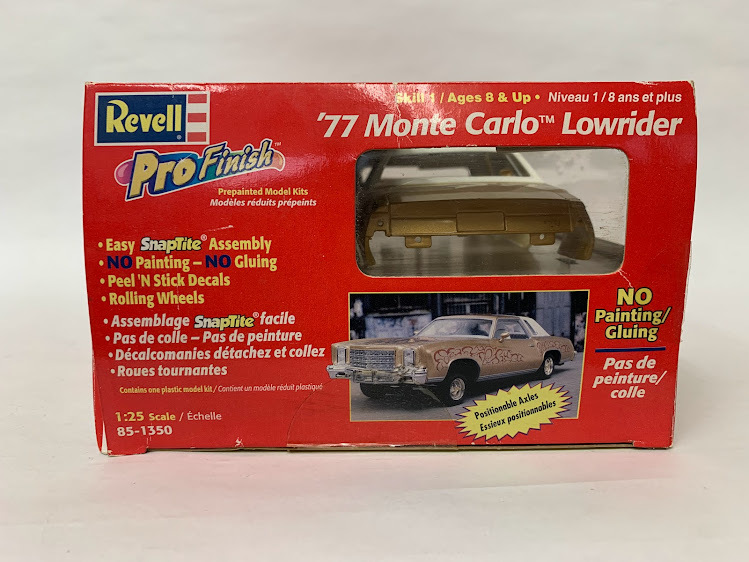 Revell
Skill 1 / Ages 8 & Up • Niveau 1 / 8 ans et plus
'77 Monte Carlo™ Lowrider
Pro Finish™
Prepainted Model Kits
Modèles réduits prépeints
• Easy SnapTite® Assembly
• NO Painting – NO Gluing
• Peel 'N Stick Decals
• Rolling Wheels
• Assemblage SnapTite® facile
• Pas de colle – Pas de peinture
• Décalcomanies détachez et collez
• Roues tournantes
Contains one plastic model kit / Contient un modèle réduit plastiqué
1:25 Scale / Échelle
85-1350
Positionable Axles
Essieux positionnables
NO
Painting/
Gluing
Pas de
peinture/
colle